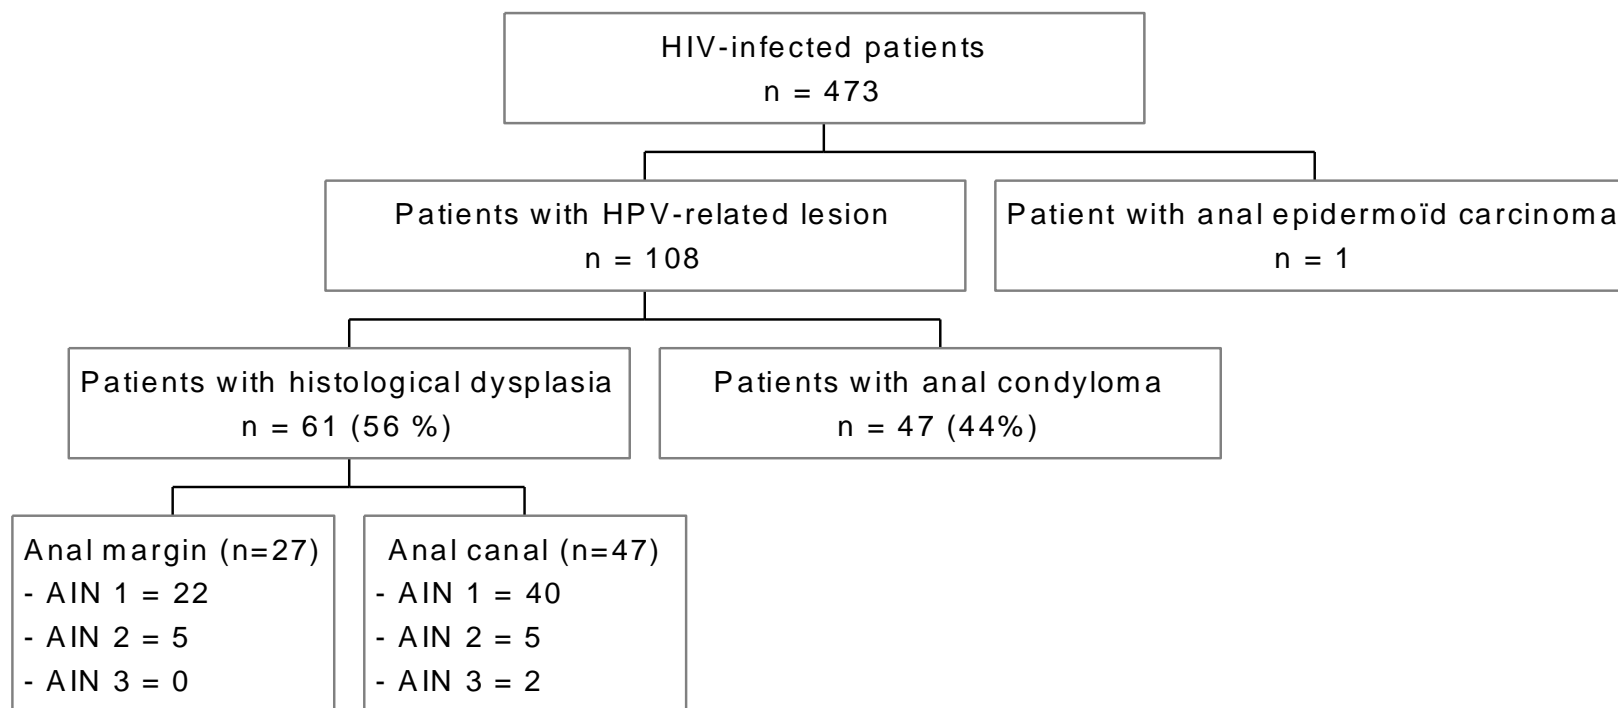 HIV-infected patients
n = 473
Patients with HPV-related lesion
n = 108
Patient with anal epidermoïd carcinoma
n = 1
Patients with histological dysplasia
n = 61 (56 %)
Patients with anal condyloma
n = 47 (44%)
Anal margin (n=27)
- AIN 1 = 22
- AIN 2 = 5
- AIN 3 = 0
Anal canal (n=47)
- AIN 1 = 40
- AIN 2 = 5
- AIN 3 = 2